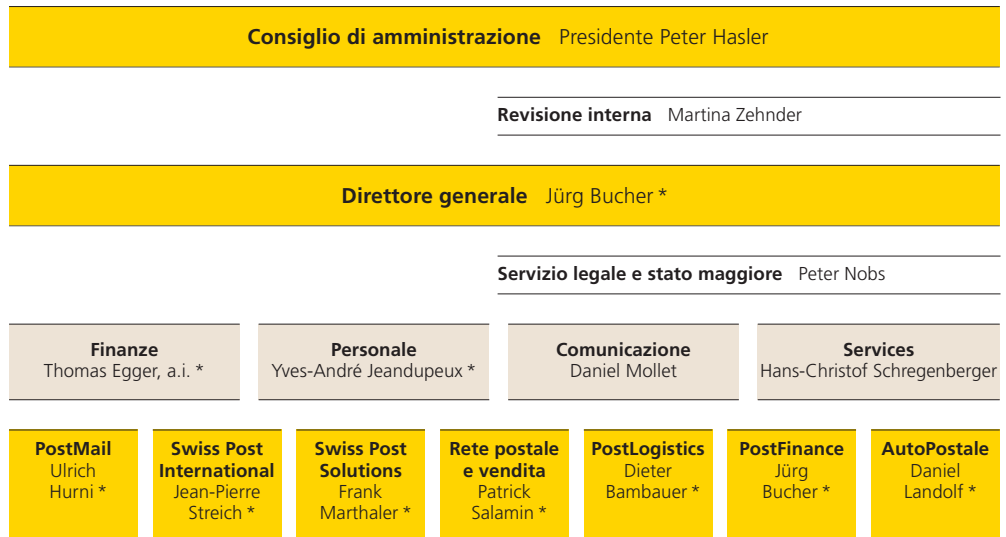 Consiglio di amministrazione Presidente Peter Hasler
Revisione interna Martina Zehnder
Direttore generale Jürg Bucher *
Servizio legale e stato maggiore Peter Nobs
Finanze
Thomas Egger, a.i. *
Personale
Yves-André Jeandupeux *
Comunicazione
Daniel Mollet
Services
Hans-Christof Schregenberger
PostMail
Ulrich
Hurni *
Swiss Post
International
Jean-Pierre
Streich *
Swiss Post
Solutions
Frank
Marthaler *
Rete postale
e vendita
Patrick
Salamin *
PostLogistics
Dieter
Bambauer *
PostFinance
Jürg
Bucher *
AutoPostale
Daniel
Landolf *